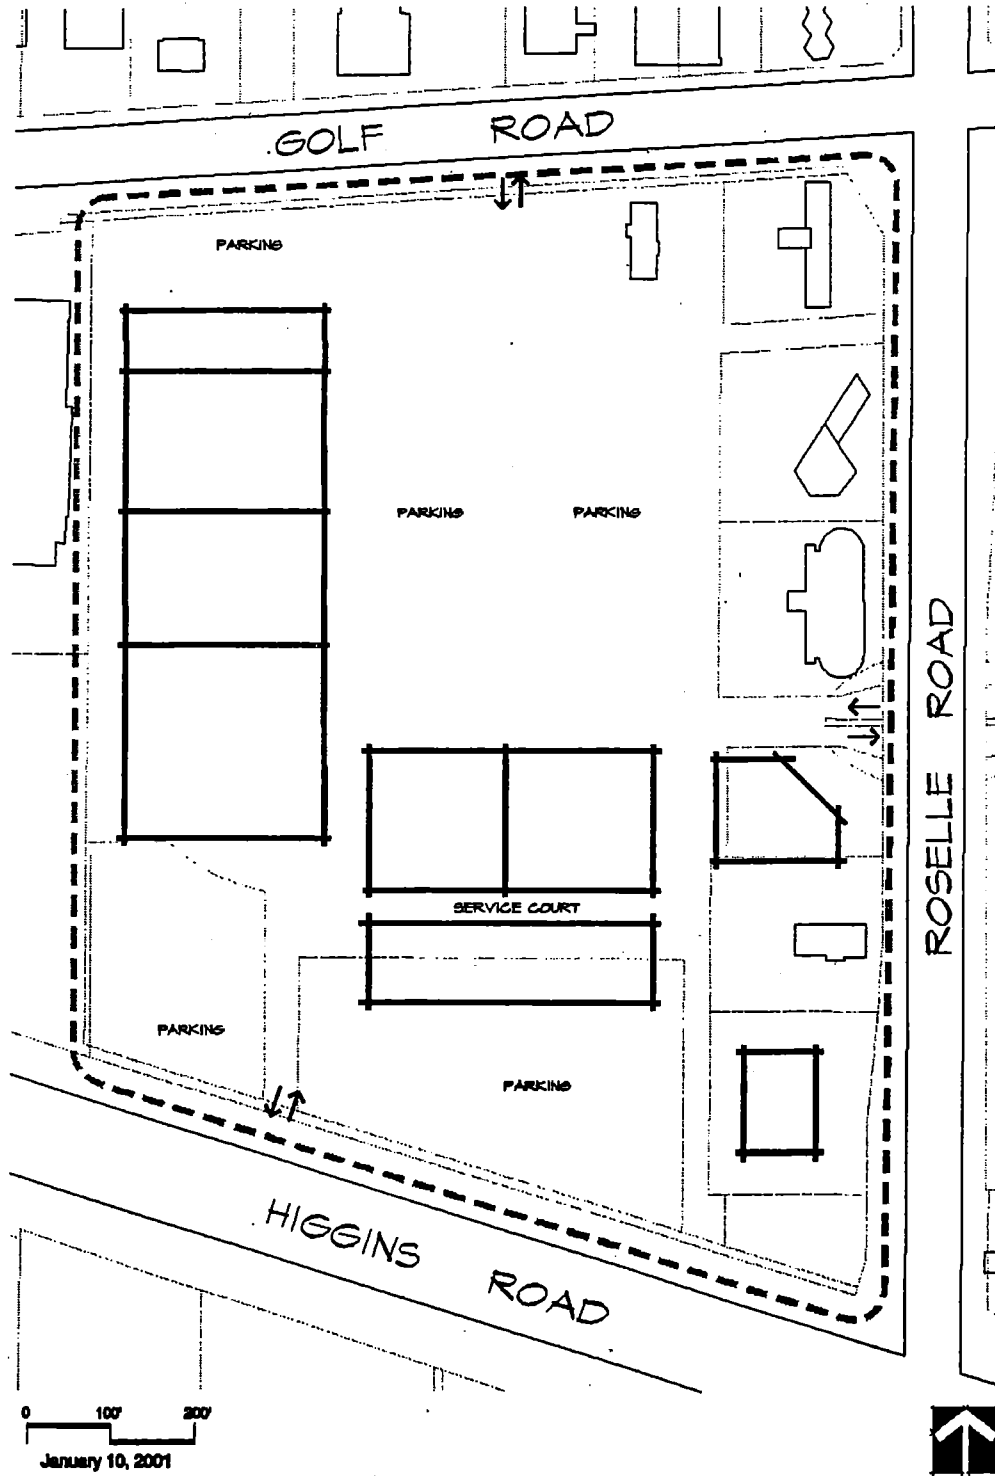 GOLF ROAD
PARKING
PARKING PARKING
ROSELLE ROAD
SERVICE COURT
PARKING
PARKING
HIGGINS ROAD
0 100' 200'
January 10, 2001